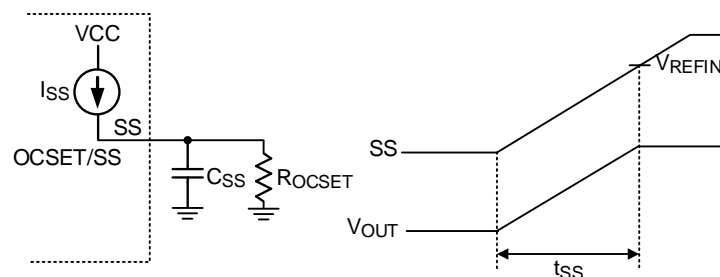 VCC
ISS
SS
OCSET/SS
CSS
ROCSET
VREFIN
SS
VOUT
tSS